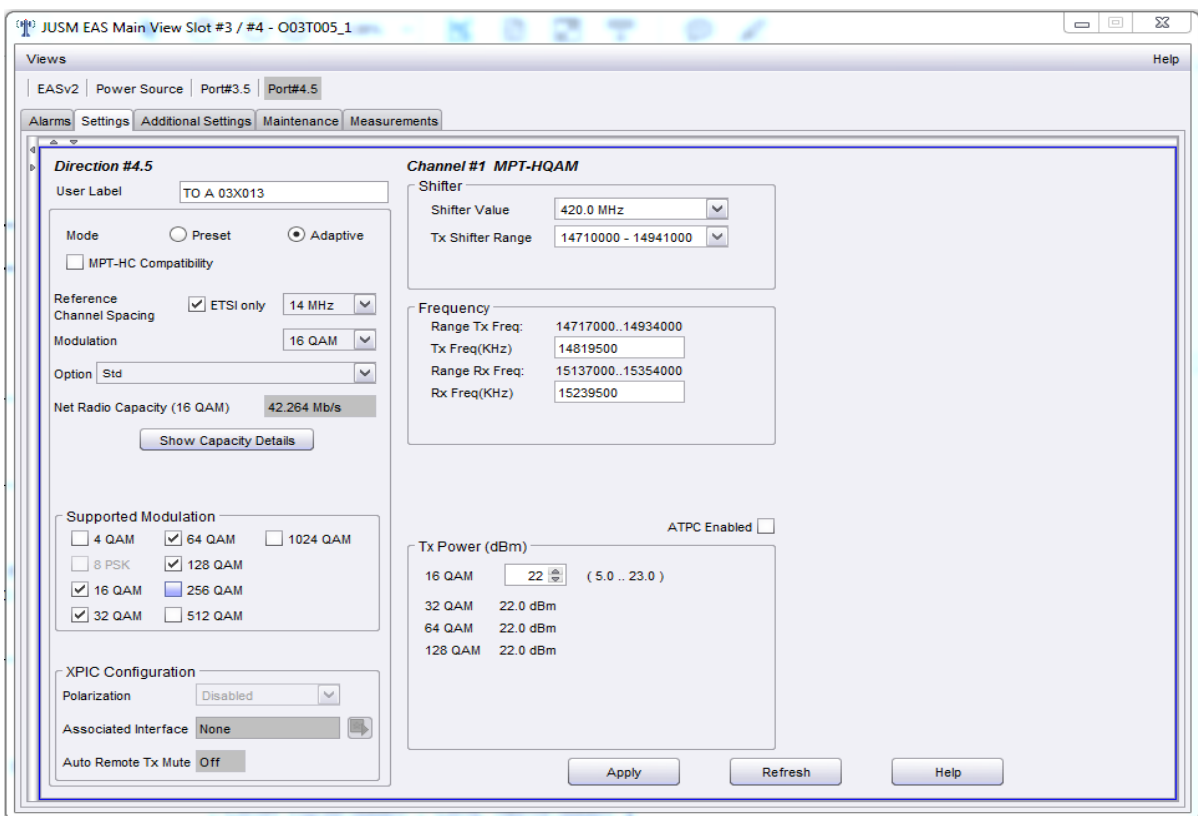 JUSM EAS Main View Slot #3 / #4 - O03T005_1
Views Help
EASv2 Power Source Port#3.5 Port#4.5
Alarms Settings Additional Settings Maintenance Measurements
Direction #4.5
User Label TO A 03X013
Mode Preset Adaptive
MPT-HC Compatibility
Reference
Channel Spacing
ETSI only 14 MHz
Modulation 16 QAM
Option Std
Net Radio Capacity (16 QAM) 42.264 Mb/s
Show Capacity Details
Supported Modulation
4 QAM 64 QAM 1024 QAM
8 PSK 128 QAM
16 QAM 256 QAM
32 QAM 512 QAM
XPIC Configuration
Polarization Disabled
Associated Interface None
Auto Remote Tx Mute Off
Channel #1 MPT-HQAM
Shifter
Shifter Value 420.0 MHz
Tx Shifter Range 14710000 - 14941000
Frequency
Range Tx Freq: 14717000..14934000
Tx Freq(KHz) 14819500
Range Rx Freq: 15137000..15354000
Rx Freq(KHz) 15239500
ATPC Enabled
Tx Power (dBm)
16 QAM 22 ( 5.0 .. 23.0 )
32 QAM 22.0 dBm
64 QAM 22.0 dBm
128 QAM 22.0 dBm
Apply Refresh Help